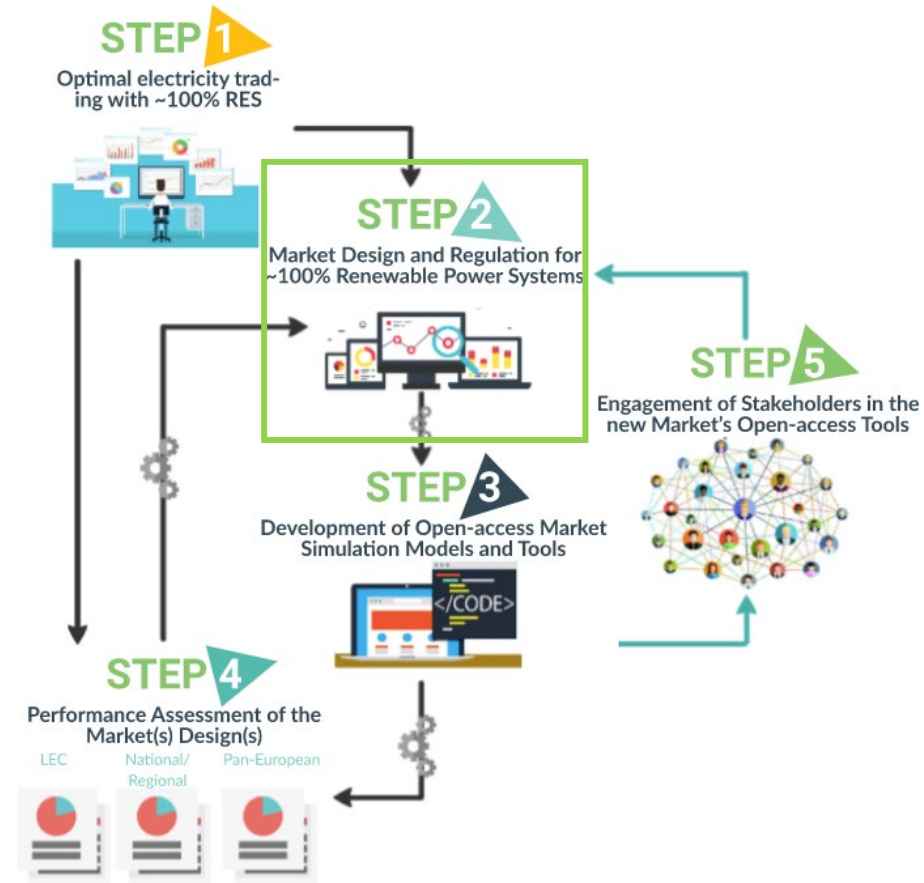 STEP 1
Optimal electricity trad-
ing with ~100% RES
STEP 2
Market Design and Regulation for
~100% Renewable Power Systems
STEP 5
Engagement of Stakeholders in the
new Market's Open-access Tools
STEP 3
Development of Open-access Market
Simulation Models and Tools
</CODE>
STEP 4
Performance Assessment of the
Market(s) Design(s)
LEC
National/
Regional
Pan-European